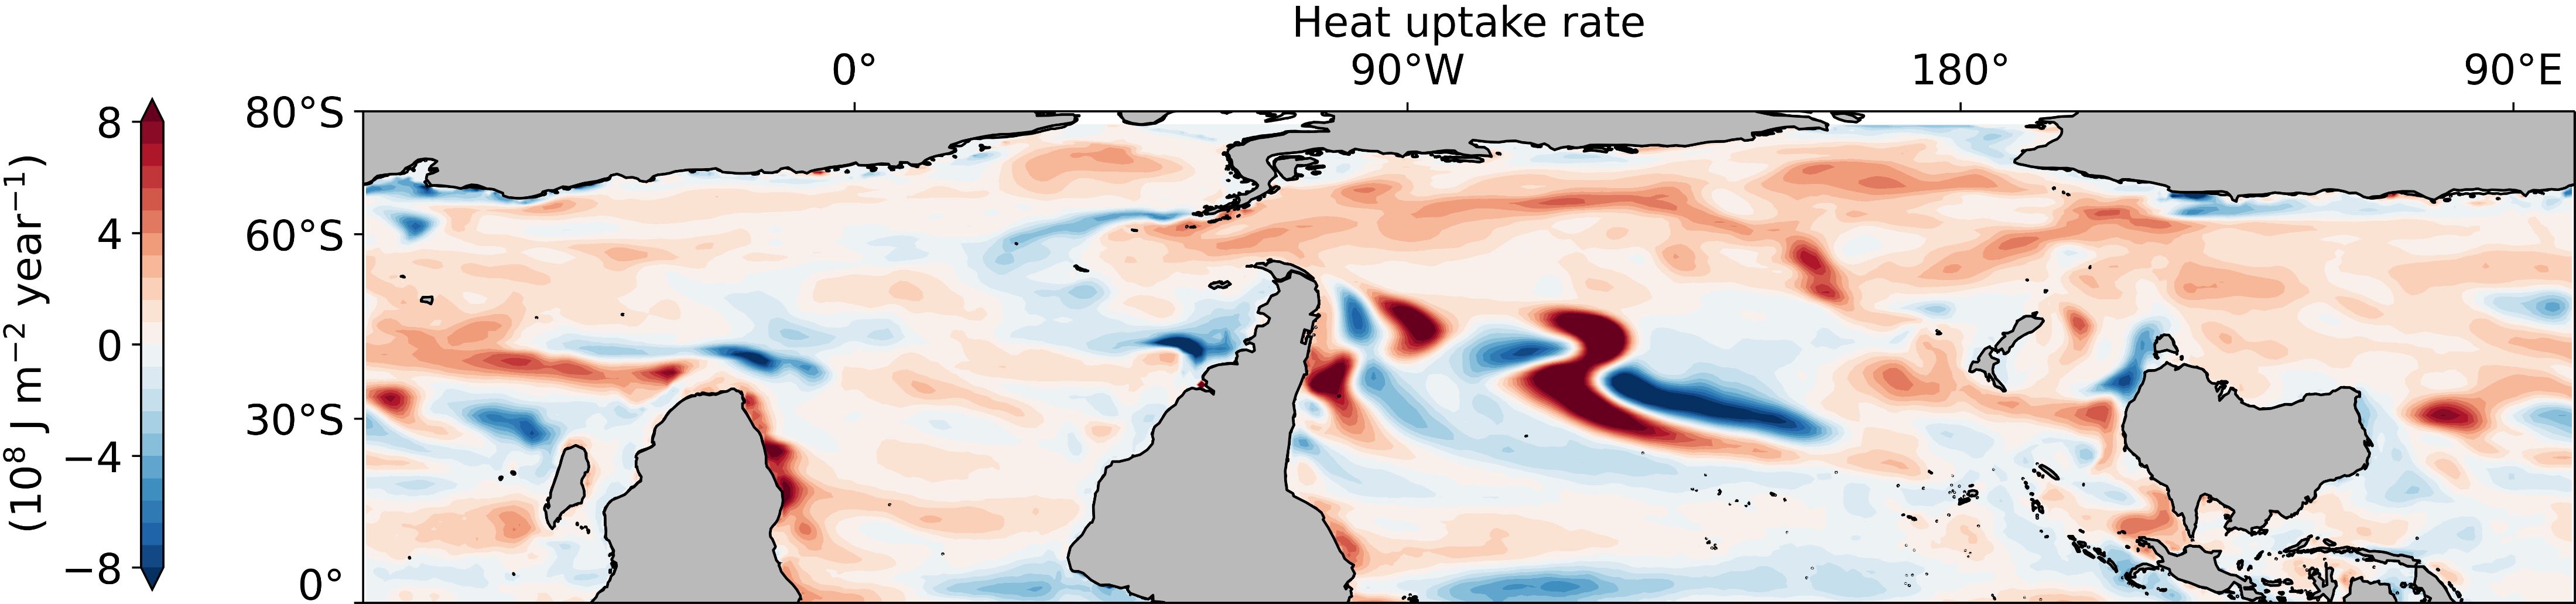 Heat uptake rate
0° 90°W 180° 90°E
80°S
60°S
30°S
0°
8
4
0
−4
−8
(10⁸ J m⁻² year⁻¹)